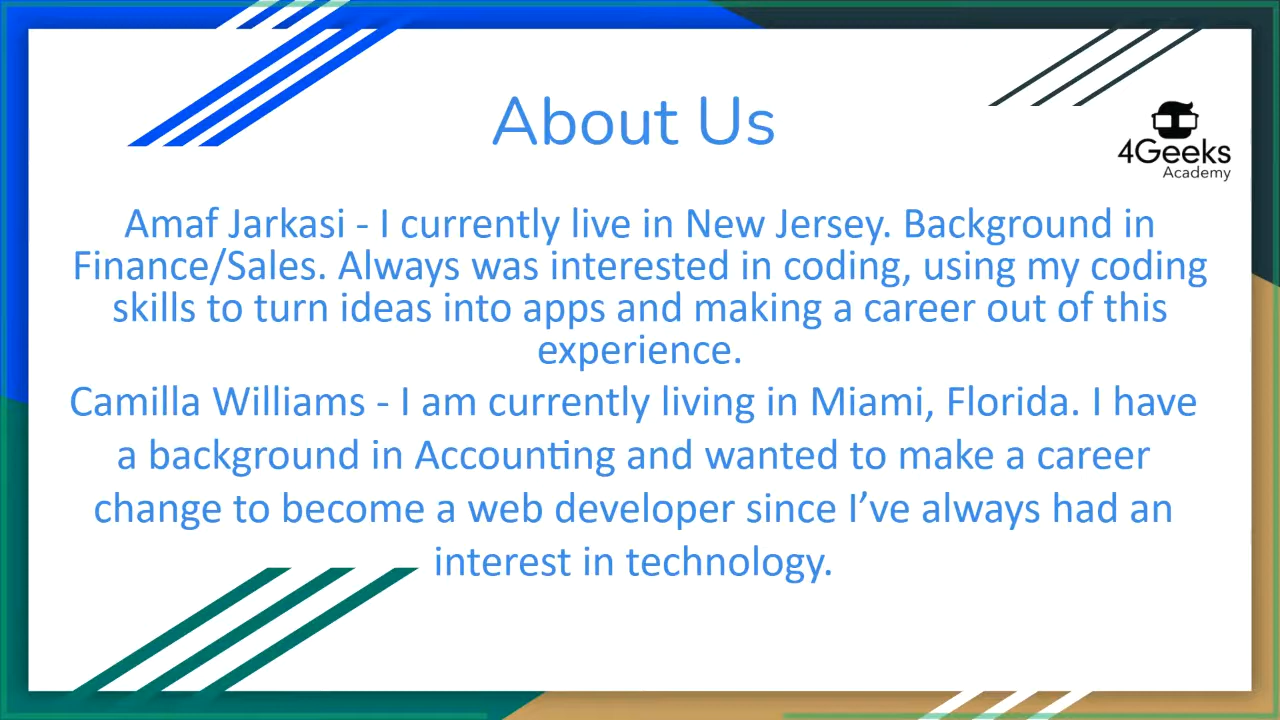 About Us
4Geeks
Academy
Amaf Jarkasi - I currently live in New Jersey. Background in
Finance/Sales. Always was interested in coding, using my coding
skills to turn ideas into apps and making a career out of this
experience.
Camilla Williams - I am currently living in Miami, Florida. I have
a background in Accounting and wanted to make a career
change to become a web developer since I’ve always had an
interest in technology.